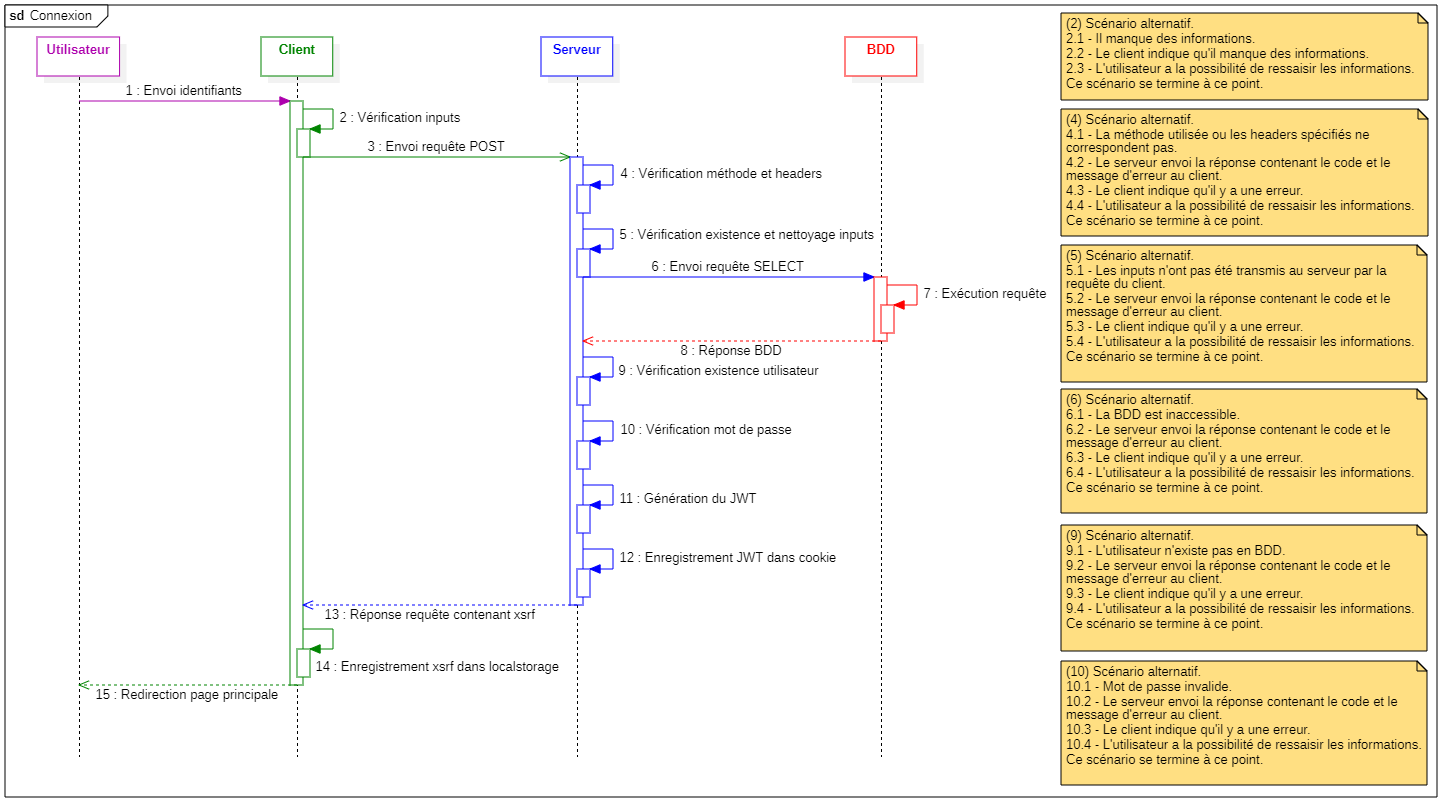 sd Connexion
Utilisateur
Client
Serveur
BDD
1 : Envoi identifiants
2 : Vérification inputs
3 : Envoi requête POST
4 : Vérification méthode et headers
5 : Vérification existence et nettoyage inputs
6 : Envoi requête SELECT
7 : Exécution requête
8 : Réponse BDD
9 : Vérification existence utilisateur
10 : Vérification mot de passe
11 : Génération du JWT
12 : Enregistrement JWT dans cookie
13 : Réponse requête contenant xsrf
14 : Enregistrement xsrf dans localstorage
15 : Redirection page principale
(2) Scénario alternatif.
2.1 - Il manque des informations.
2.2 - Le client indique qu'il manque des informations.
2.3 - L'utilisateur a la possibilité de ressaisir les informations.
Ce scénario se termine à ce point.
(4) Scénario alternatif.
4.1 - La méthode utilisée ou les headers spécifiés ne
correspondent pas.
4.2 - Le serveur envoi la réponse contenant le code et le
message d'erreur au client.
4.3 - Le client indique qu'il y a une erreur.
4.4 - L'utilisateur a la possibilité de ressaisir les informations.
Ce scénario se termine à ce point.
(5) Scénario alternatif.
5.1 - Les inputs n'ont pas été transmis au serveur par la
requête du client.
5.2 - Le serveur envoi la réponse contenant le code et le
message d'erreur au client.
5.3 - Le client indique qu'il y a une erreur.
5.4 - L'utilisateur a la possibilité de ressaisir les informations.
Ce scénario se termine à ce point.
(6) Scénario alternatif.
6.1 - La BDD est inaccessible.
6.2 - Le serveur envoi la réponse contenant le code et le
message d'erreur au client.
6.3 - Le client indique qu'il y a une erreur.
6.4 - L'utilisateur a la possibilité de ressaisir les informations.
Ce scénario se termine à ce point.
(9) Scénario alternatif.
9.1 - L'utilisateur n'existe pas en BDD.
9.2 - Le serveur envoi la réponse contenant le code et le
message d'erreur au client.
9.3 - Le client indique qu'il y a une erreur.
9.4 - L'utilisateur a la possibilité de ressaisir les informations.
Ce scénario se termine à ce point.
(10) Scénario alternatif.
10.1 - Mot de passe invalide.
10.2 - Le serveur envoi la réponse contenant le code et le
message d'erreur au client.
10.3 - Le client indique qu'il y a une erreur.
10.4 - L'utilisateur a la possibilité de ressaisir les informations.
Ce scénario se termine à ce point.